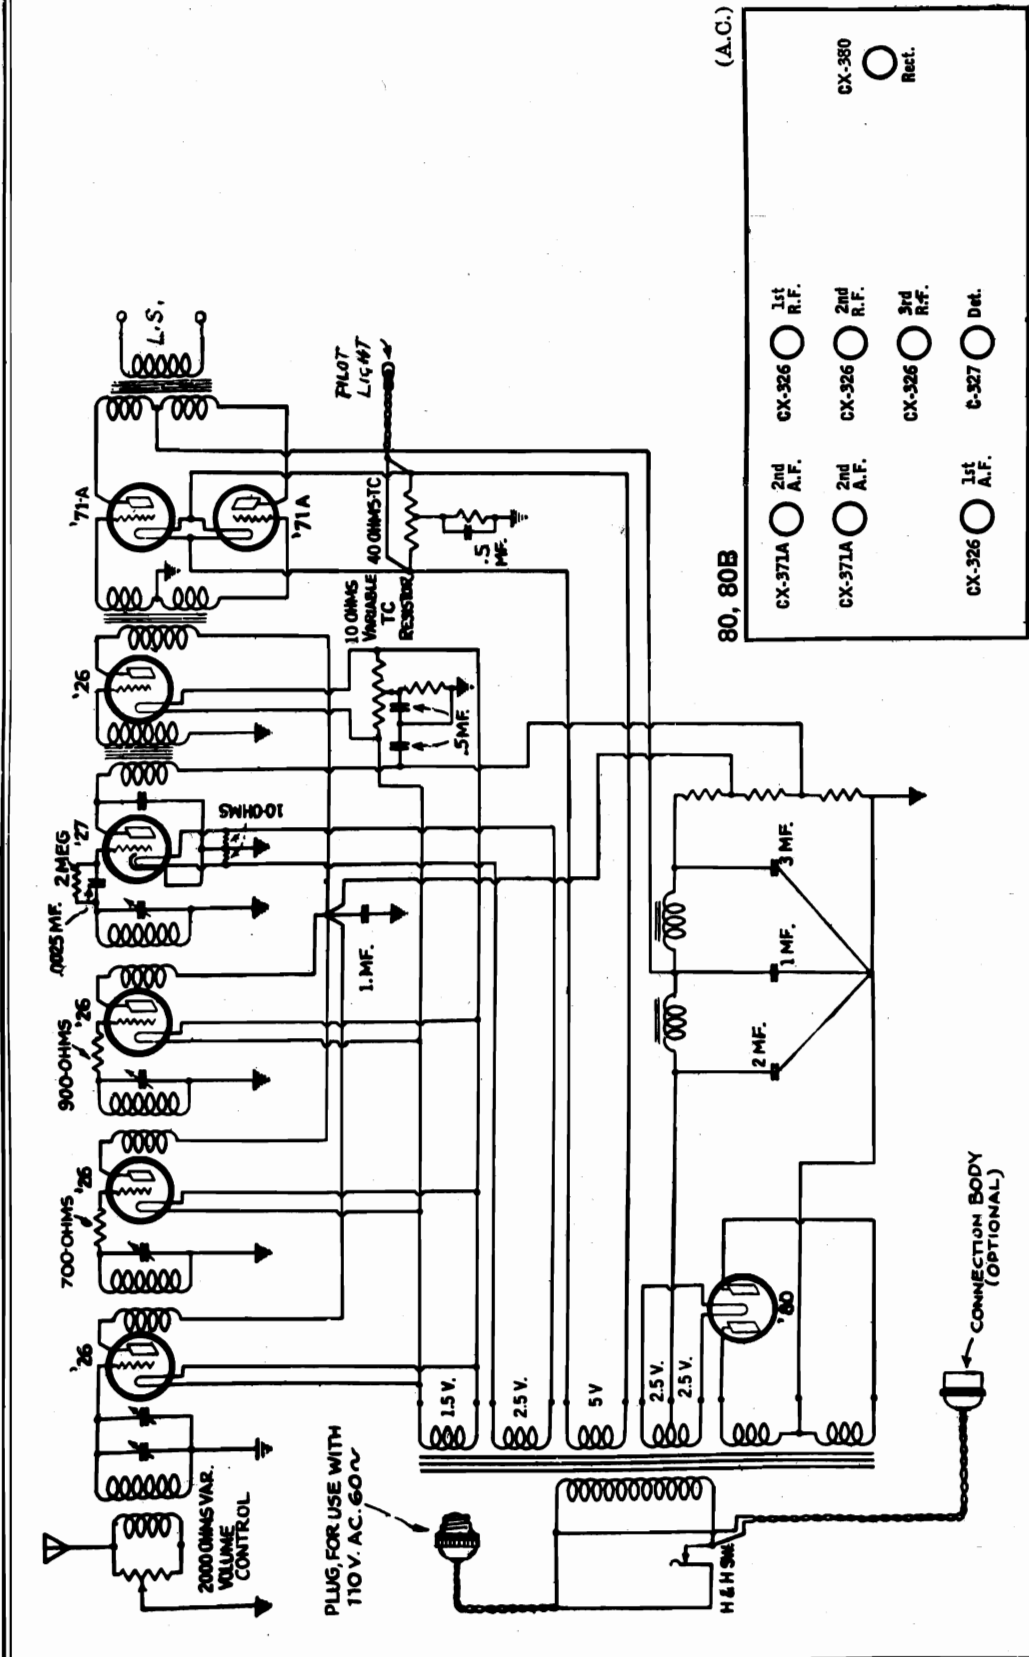 2000 OHMS VAR.
VOLUME
CONTROL
'26
700-OHMS
'26
900-OHMS
'26
.0025 MF.
2 MEG
'27
10-OHMS
1. MF.
'26
'71-A
'71A
L.S.
PILOT
LIGHT
10 OHMS
VARIABLE
TC
RESISTOR
40 OHMS-TC
.5
MF.
.5MF.
PLUG, FOR USE WITH
110 V. AC. 60~
1.5 V.
2.5 V.
5 V
2.5 V.
2.5 V.
'80
2 MF.
1 MF.
3 MF.
H & H SW.
CONNECTION BODY
(OPTIONAL)
80, 80B
(A.C.)
CX-371A
2nd
A.F.
CX-326
1st
R.F.
CX-371A
2nd
A.F.
CX-326
2nd
R.F.
CX-380
Rect.
CX-326
3rd
R.F.
CX-326
1st
A.F.
C-327
Det.